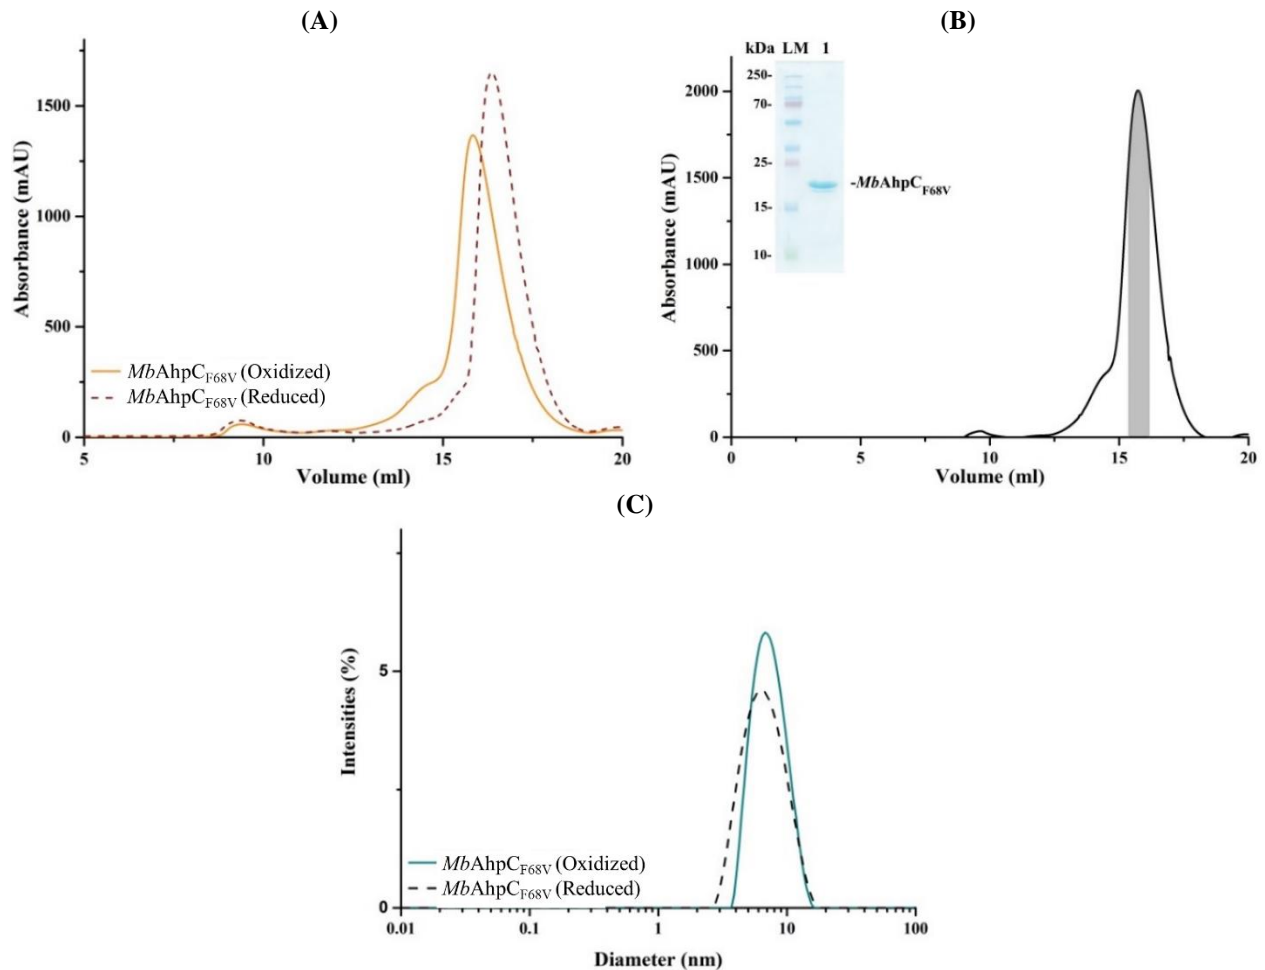 (A)
1500
1000
500
0
5
10
15
20
Absorbance (mAU)
Volume (ml)
MbAhpCF68V (Oxidized)
MbAhpCF68V (Reduced)
(B)
kDa LM 1
250-
70-
25-
15-
10-
-MbAhpCF68V
2000
1500
1000
500
0
0
5
10
15
20
Absorbance (mAU)
Volume (ml)
(C)
5
0
0.01
0.1
1
10
100
Intensities (%)
Diameter (nm)
MbAhpCF68V (Oxidized)
MbAhpCF68V (Reduced)